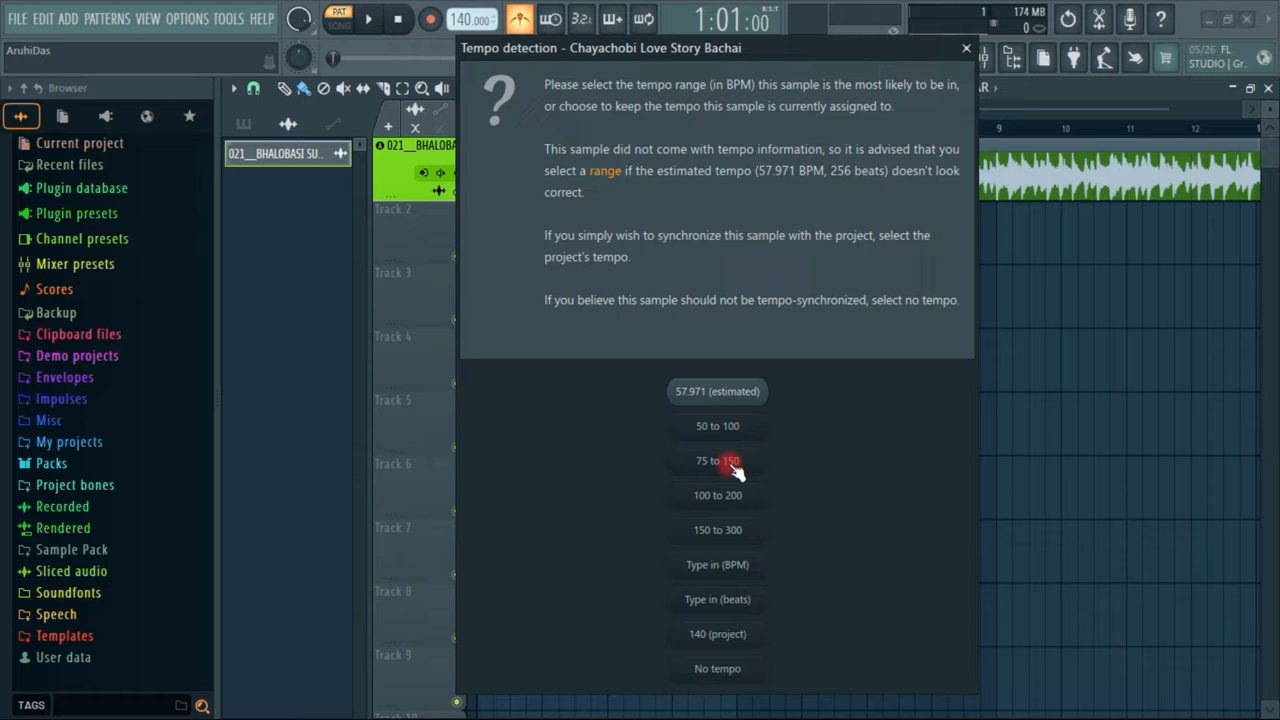 FILE EDIT ADD PATTERNS VIEW OPTIONS TOOLS HELP
PAT
SONG
140.000
3.2
1:01:00
1
174 MB
0
AruhiDas
05/26 FL
STUDIO | Gr..
Browser
Current project
Recent files
Plugin database
Plugin presets
Channel presets
Mixer presets
Scores
Backup
Clipboard files
Demo projects
Envelopes
Impulses
Misc
My projects
Packs
Project bones
Recorded
Rendered
Sample Pack
Sliced audio
Soundfonts
Speech
Templates
User data
TAGS
021__BHALOBASI SU..
021__BHALOBA
Track 2
Track 3
Track 4
Track 5
Track 6
Track 7
Track 8
Track 9
Tempo detection - Chayachobi Love Story Bachai
Please select the tempo range (in BPM) this sample is the most likely to be in,
or choose to keep the tempo this sample is currently assigned to.
This sample did not come with tempo information, so it is advised that you
select a range if the estimated tempo (57.971 BPM, 256 beats) doesn't look
correct.
If you simply wish to synchronize this sample with the project, select the
project's tempo.
If you believe this sample should not be tempo-synchronized, select no tempo.
57.971 (estimated)
50 to 100
75 to 150
100 to 200
150 to 300
Type in (BPM)
Type in (beats)
140 (project)
No tempo
9 10 11 12